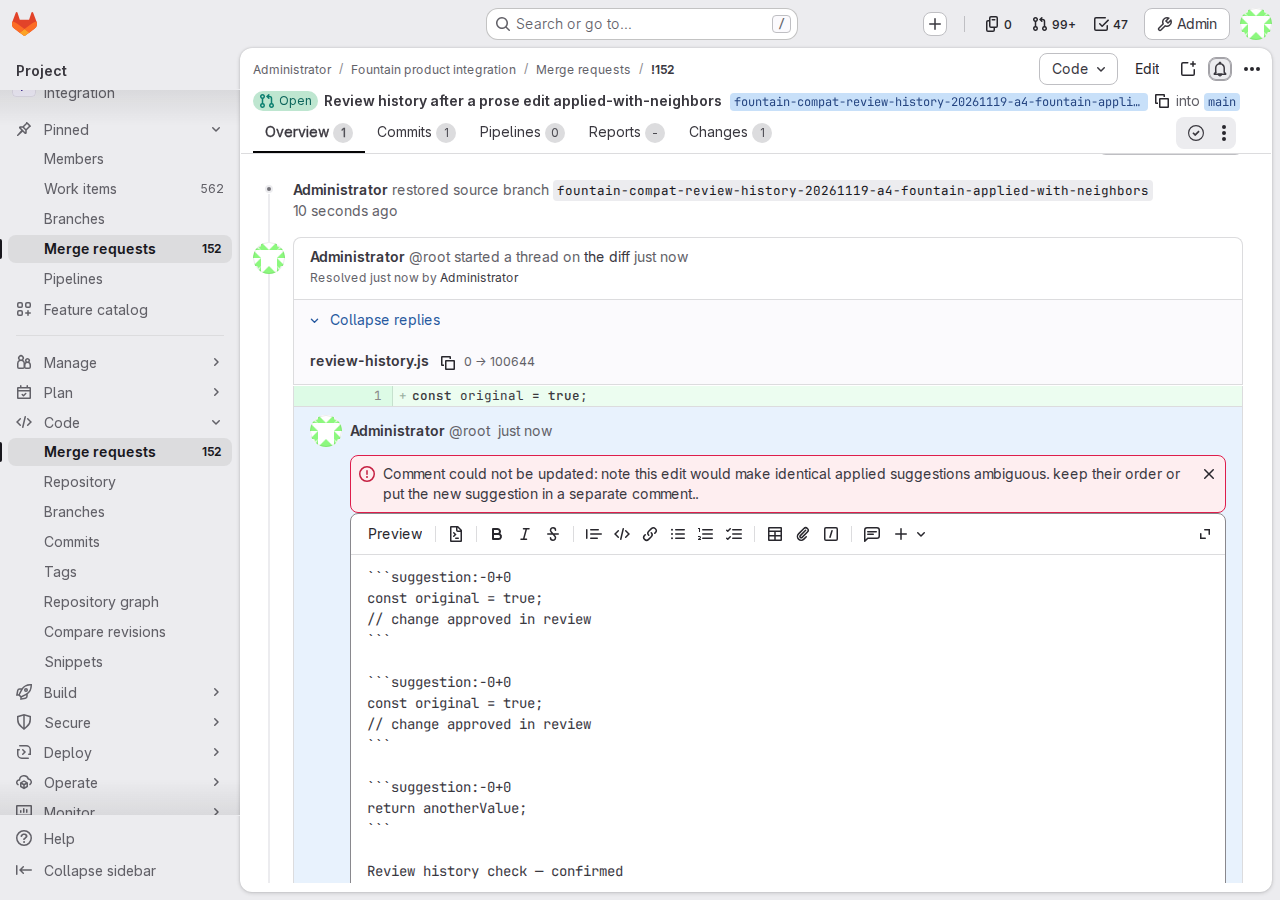 Search or go to...
/
0
99+
47
Admin
Project
Integration
Pinned
Members
Work items 562
Branches
Merge requests 152
Pipelines
Feature catalog
Manage
Plan
Code
Merge requests 152
Repository
Branches
Commits
Tags
Repository graph
Compare revisions
Snippets
Build
Secure
Deploy
Operate
Monitor
Help
Collapse sidebar
Administrator / Fountain product integration / Merge requests / !152
Code
Edit
Open Review history after a prose edit applied-with-neighbors fountain-compat-review-history-20261119-a4-fountain-appli… into main
Overview 1 Commits 1 Pipelines 0 Reports - Changes 1
Administrator restored source branch fountain-compat-review-history-20261119-a4-fountain-applied-with-neighbors
10 seconds ago
Administrator @root started a thread on the diff just now
Resolved just now by Administrator
Collapse replies
review-history.js 0 → 100644
1 + const original = true;
Administrator @root just now
Comment could not be updated: note this edit would make identical applied suggestions ambiguous. keep their order or
put the new suggestion in a separate comment..
Preview
```suggestion:-0+0
const original = true;
// change approved in review
```
```suggestion:-0+0
const original = true;
// change approved in review
```
```suggestion:-0+0
return anotherValue;
```
Review history check — confirmed